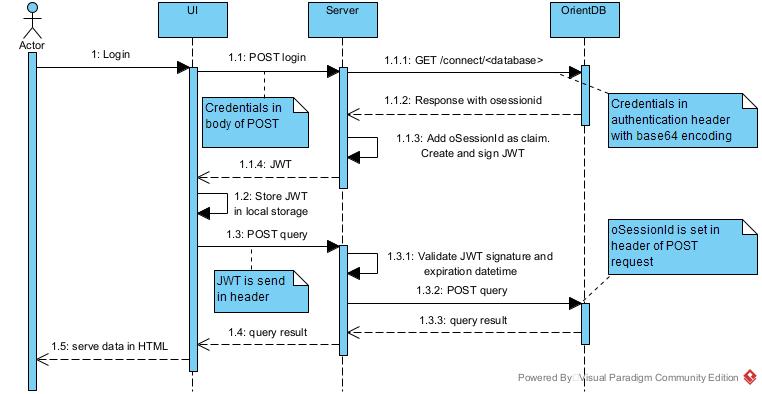 UI
Server
OrientDB
Actor
1: Login
1.1: POST login
1.1.1: GET /connect/<database>
Credentials in
body of POST
1.1.2: Response with osessionid
Credentials in
authentication header
with base64 encoding
1.1.3: Add oSessionId as claim.
Create and sign JWT
1.1.4: JWT
1.2: Store JWT
in local storage
1.3: POST query
oSessionId is set in
header of POST
request
1.3.1: Validate JWT signature and
expiration datetime
JWT is send
in header
1.3.2: POST query
1.3.3: query result
1.4: query result
1.5: serve data in HTML
Powered By Visual Paradigm Community Edition